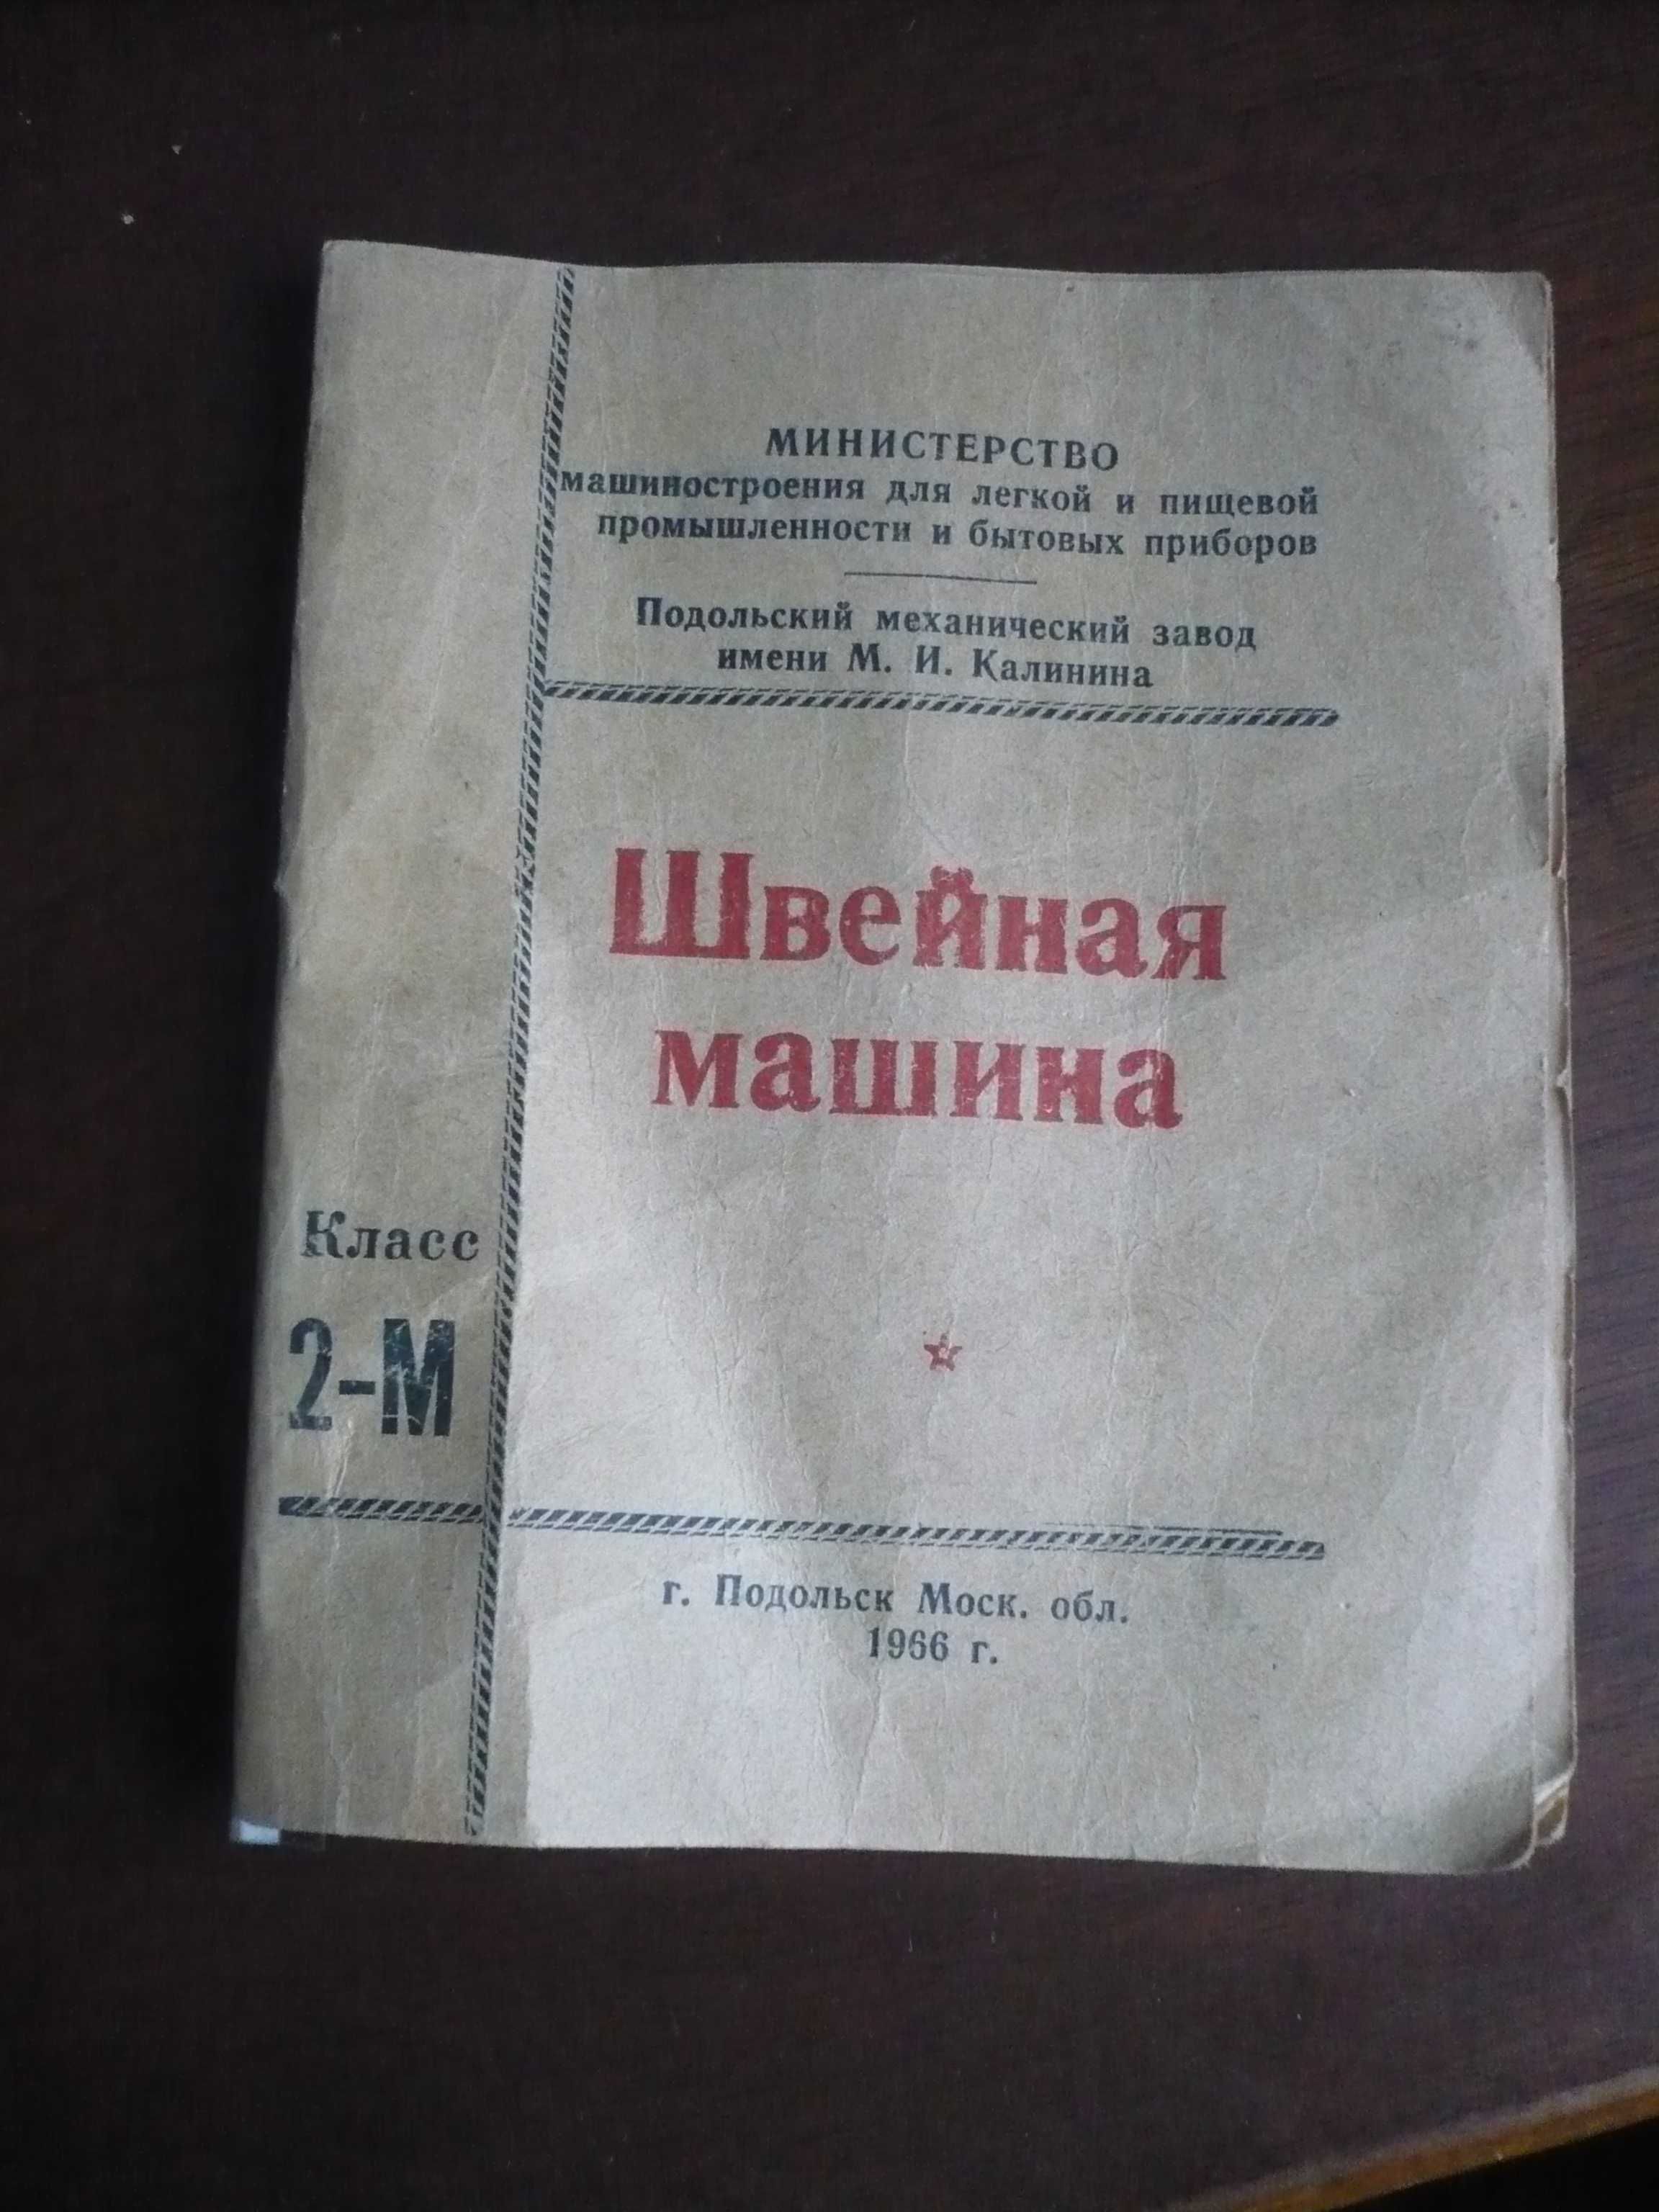 МИНИСТЕРСТВО
машиностроения для легкой и пищевой
промышленности и бытовых приборов
Подольский механический завод
имени М. И. Калинина
Швейная
машина
Класс
2-М
г. Подольск Моск. обл.
1966 г.